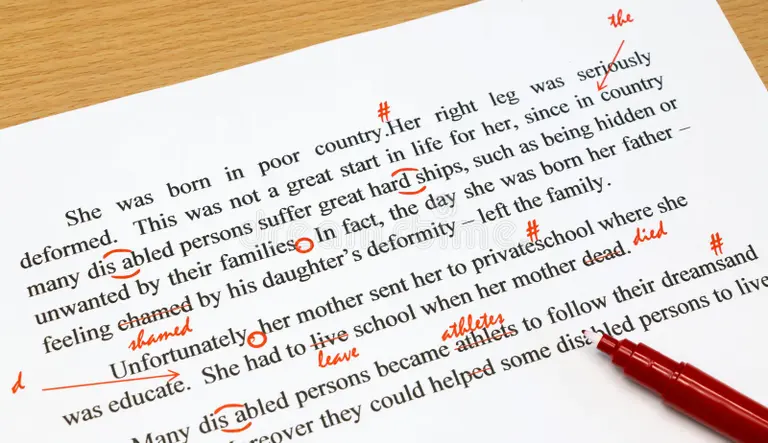 the
#
She was born in poor country.Her right leg was seriously
deformed. This was not a great start in life for her, since in country
many dis abled persons suffer great hard ships, such as being hidden or
unwanted by their families In fact, the day she was born her father –
feeling chamed by his daughter's deformity – left the family.
shamed
#
Unfortunately her mother sent her to privateschool where she
d
was educate. She had to live school when her mother dead.
died
leave
athletes
#
Many dis abled persons became athlets to follow their dreamsand
they could helped some disabled persons to live